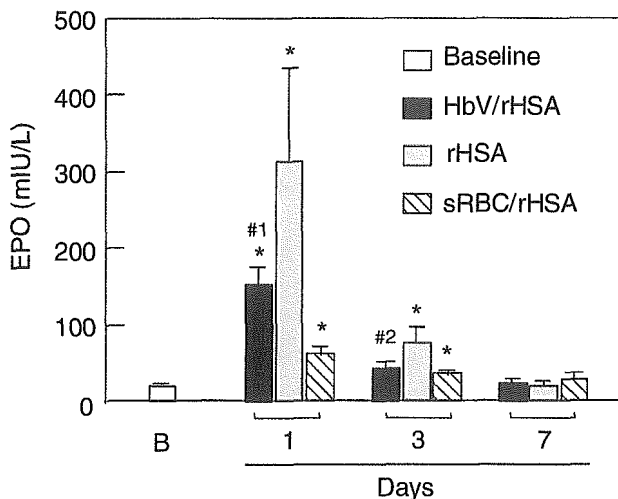 500
400
300
200
150
100
0
EPO (mIU/L)
Baseline
HbV/rHSA
rHSA
sRBC/rHSA
*
#1
*
*
#2
*
*
B
1
3
7
Days